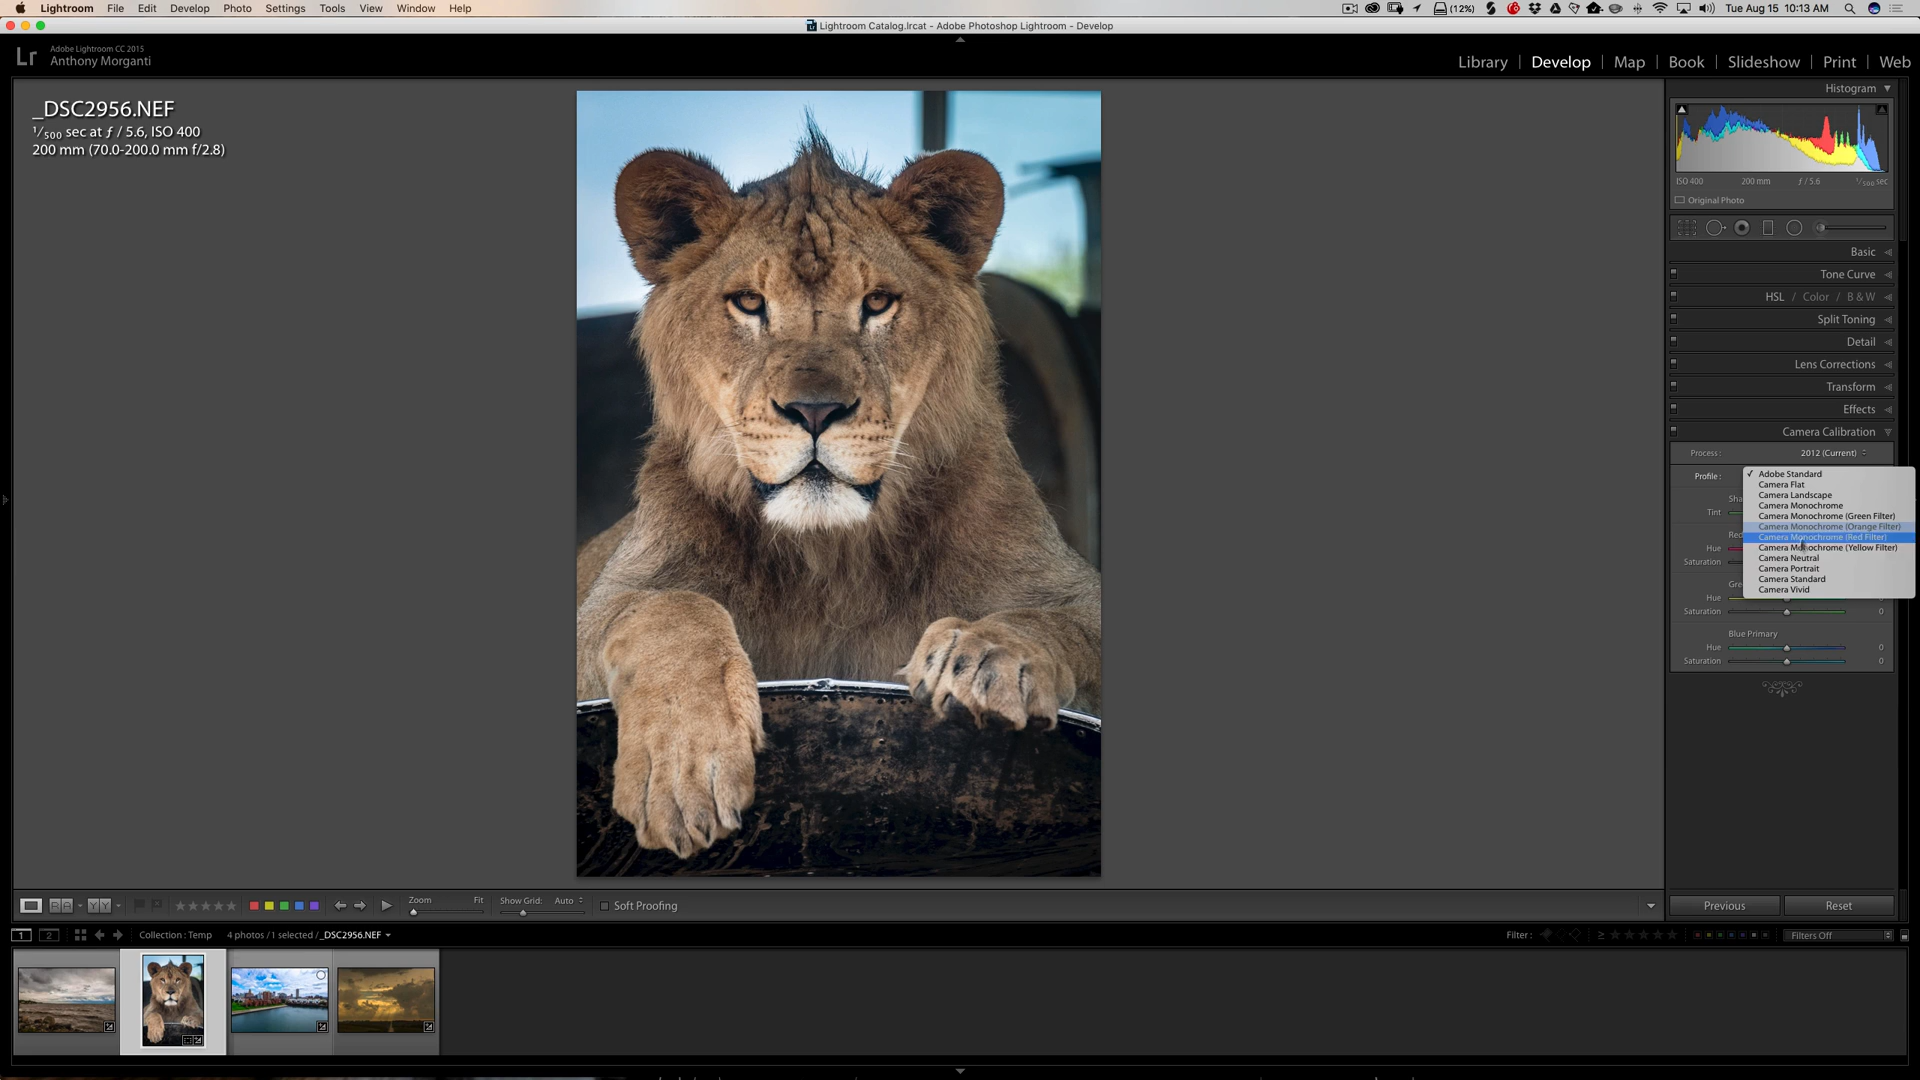 Lightroom File Edit Develop Photo Settings Tools View Window Help (12%) Tue Aug 15 10:13 AM
Lightroom Catalog.lrcat - Adobe Photoshop Lightroom - Develop
Lr
Adobe Lightroom CC 2015
Anthony Morganti
Library | Develop | Map | Book | Slideshow | Print | Web
_DSC2956.NEF
1/500 sec at ƒ / 5.6, ISO 400
200 mm (70.0-200.0 mm f/2.8)
Histogram
ISO 400 200 mm ƒ / 5.6 1/500 sec
Original Photo
Basic
Tone Curve
HSL / Color / B & W
Split Toning
Detail
Lens Corrections
Transform
Effects
Camera Calibration
Process : 2012 (Current)
Profile :
✓ Adobe Standard
Camera Flat
Camera Landscape
Camera Monochrome
Camera Monochrome (Green Filter)
Camera Monochrome (Orange Filter)
Camera Monochrome (Red Filter)
Camera Monochrome (Yellow Filter)
Camera Neutral
Camera Portrait
Camera Standard
Camera Vivid
Sha
Tint
Red
Hue
Saturation
Gre
Hue 0
Saturation 0
Blue Primary
Hue 0
Saturation 0
Previous Reset
R A Y Y Zoom Fit Show Grid: Auto Soft Proofing
1 2 Collection : Temp 4 photos / 1 selected / _DSC2956.NEF Filter : ≥ Filters Off